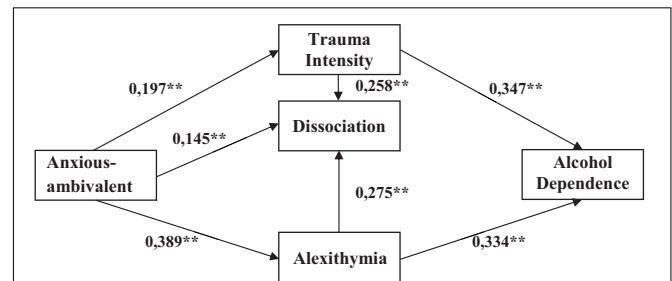 Trauma
Intensity
0,197**
0,258**
0,347**
Dissociation
0,145**
Anxious-
ambivalent
Alcohol
Dependence
0,275**
0,389**
0,334**
Alexithymia